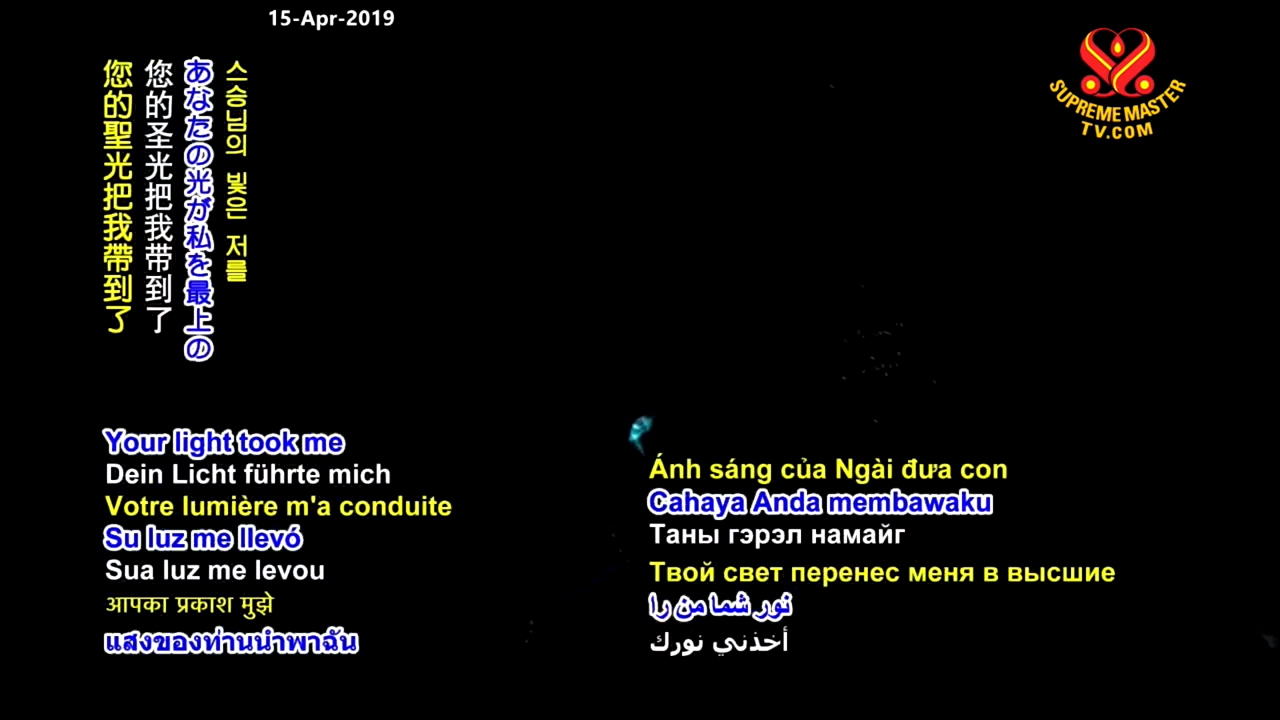 15-Apr-2019
SUPREME MASTER
TV.COM
스승님의 빛은 저를
あなたの光が私を最上の
您的圣光把我带到了
您的聖光把我帶到了
Your light took me
Dein Licht führte mich
Votre lumière m'a conduite
Su luz me llevó
Sua luz me levou
आपका प्रकाश मुझे
แสงของท่านนำพาฉัน
Ánh sáng của Ngài đưa con
Cahaya Anda membawaku
Таны гэрэл намайг
Твой свет перенес меня в высшие
نور شما من را
أخذني نورك